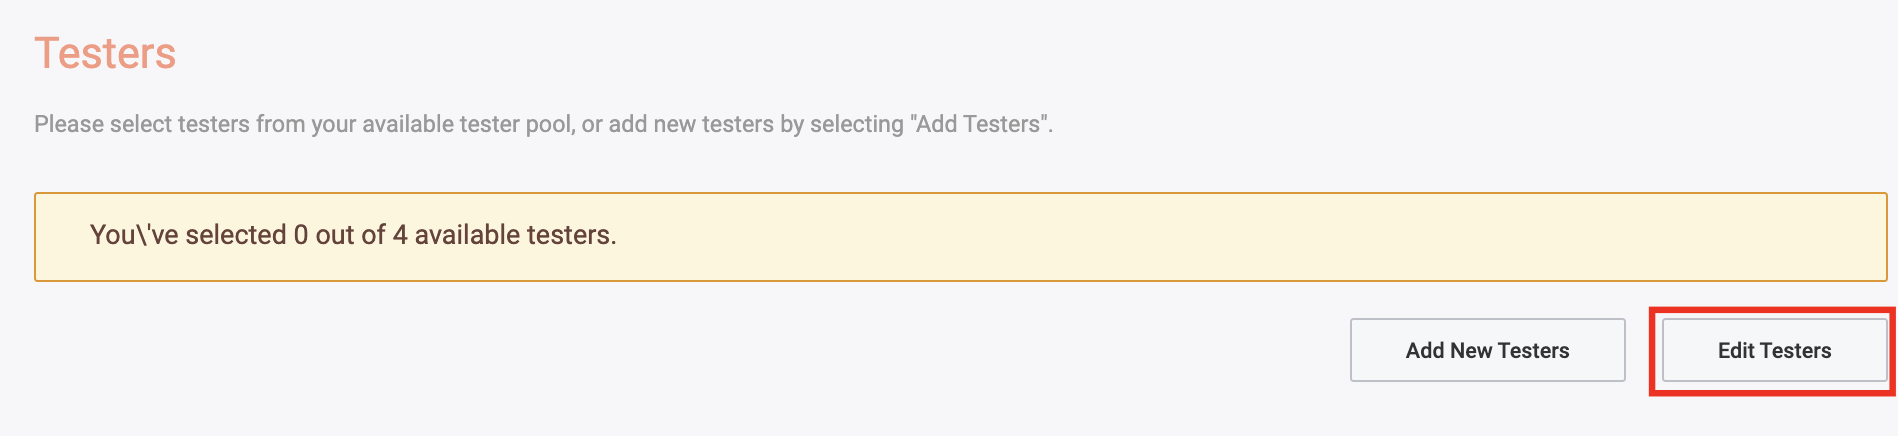 Testers
Please select testers from your available tester pool, or add new testers by selecting "Add Testers".
You\'ve selected 0 out of 4 available testers.
Add New Testers
Edit Testers